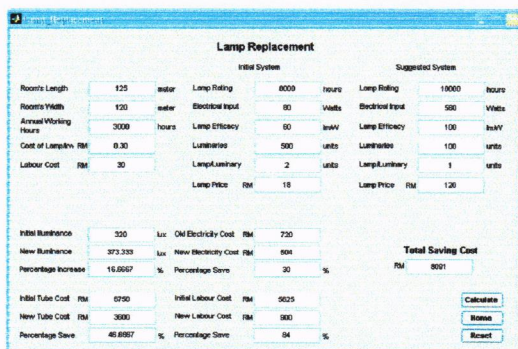 Lamp_Replacement
Lamp Replacement
Initial System Suggested System
Room's Length 125 meter Lamp Rating 8000 hours Lamp Rating 10000 hours
Room's Width 120 meter Electrical Input 80 Watts Electrical Input 560 Watts
Annual Working Hours 3000 hours Lamp Efficacy 60 lm/W Lamp Efficacy 100 lm/W
RM 0.30 Luminaries 500 units Luminaries 100 units
Labour Cost RM 30 Lamp/Luminary 2 units Lamp/Luminary 1 units
Lamp Price RM 18 Lamp Price RM 120
Initial Illuminance 320 lux Old Electricity Cost RM 720
New Illuminance 373.333 lux New Electricity Cost RM 504 Total Saving Cost
Percentage Increase 16.6667 % Percentage Save 30 % RM 8091
Initial Tube Cost RM 6750 Initial Labour Cost RM 5625 Calculate
New Tube Cost RM 3600 New Labour Cost RM 900 Home
Percentage Save 46.6667 % Percentage Save 84 % Reset